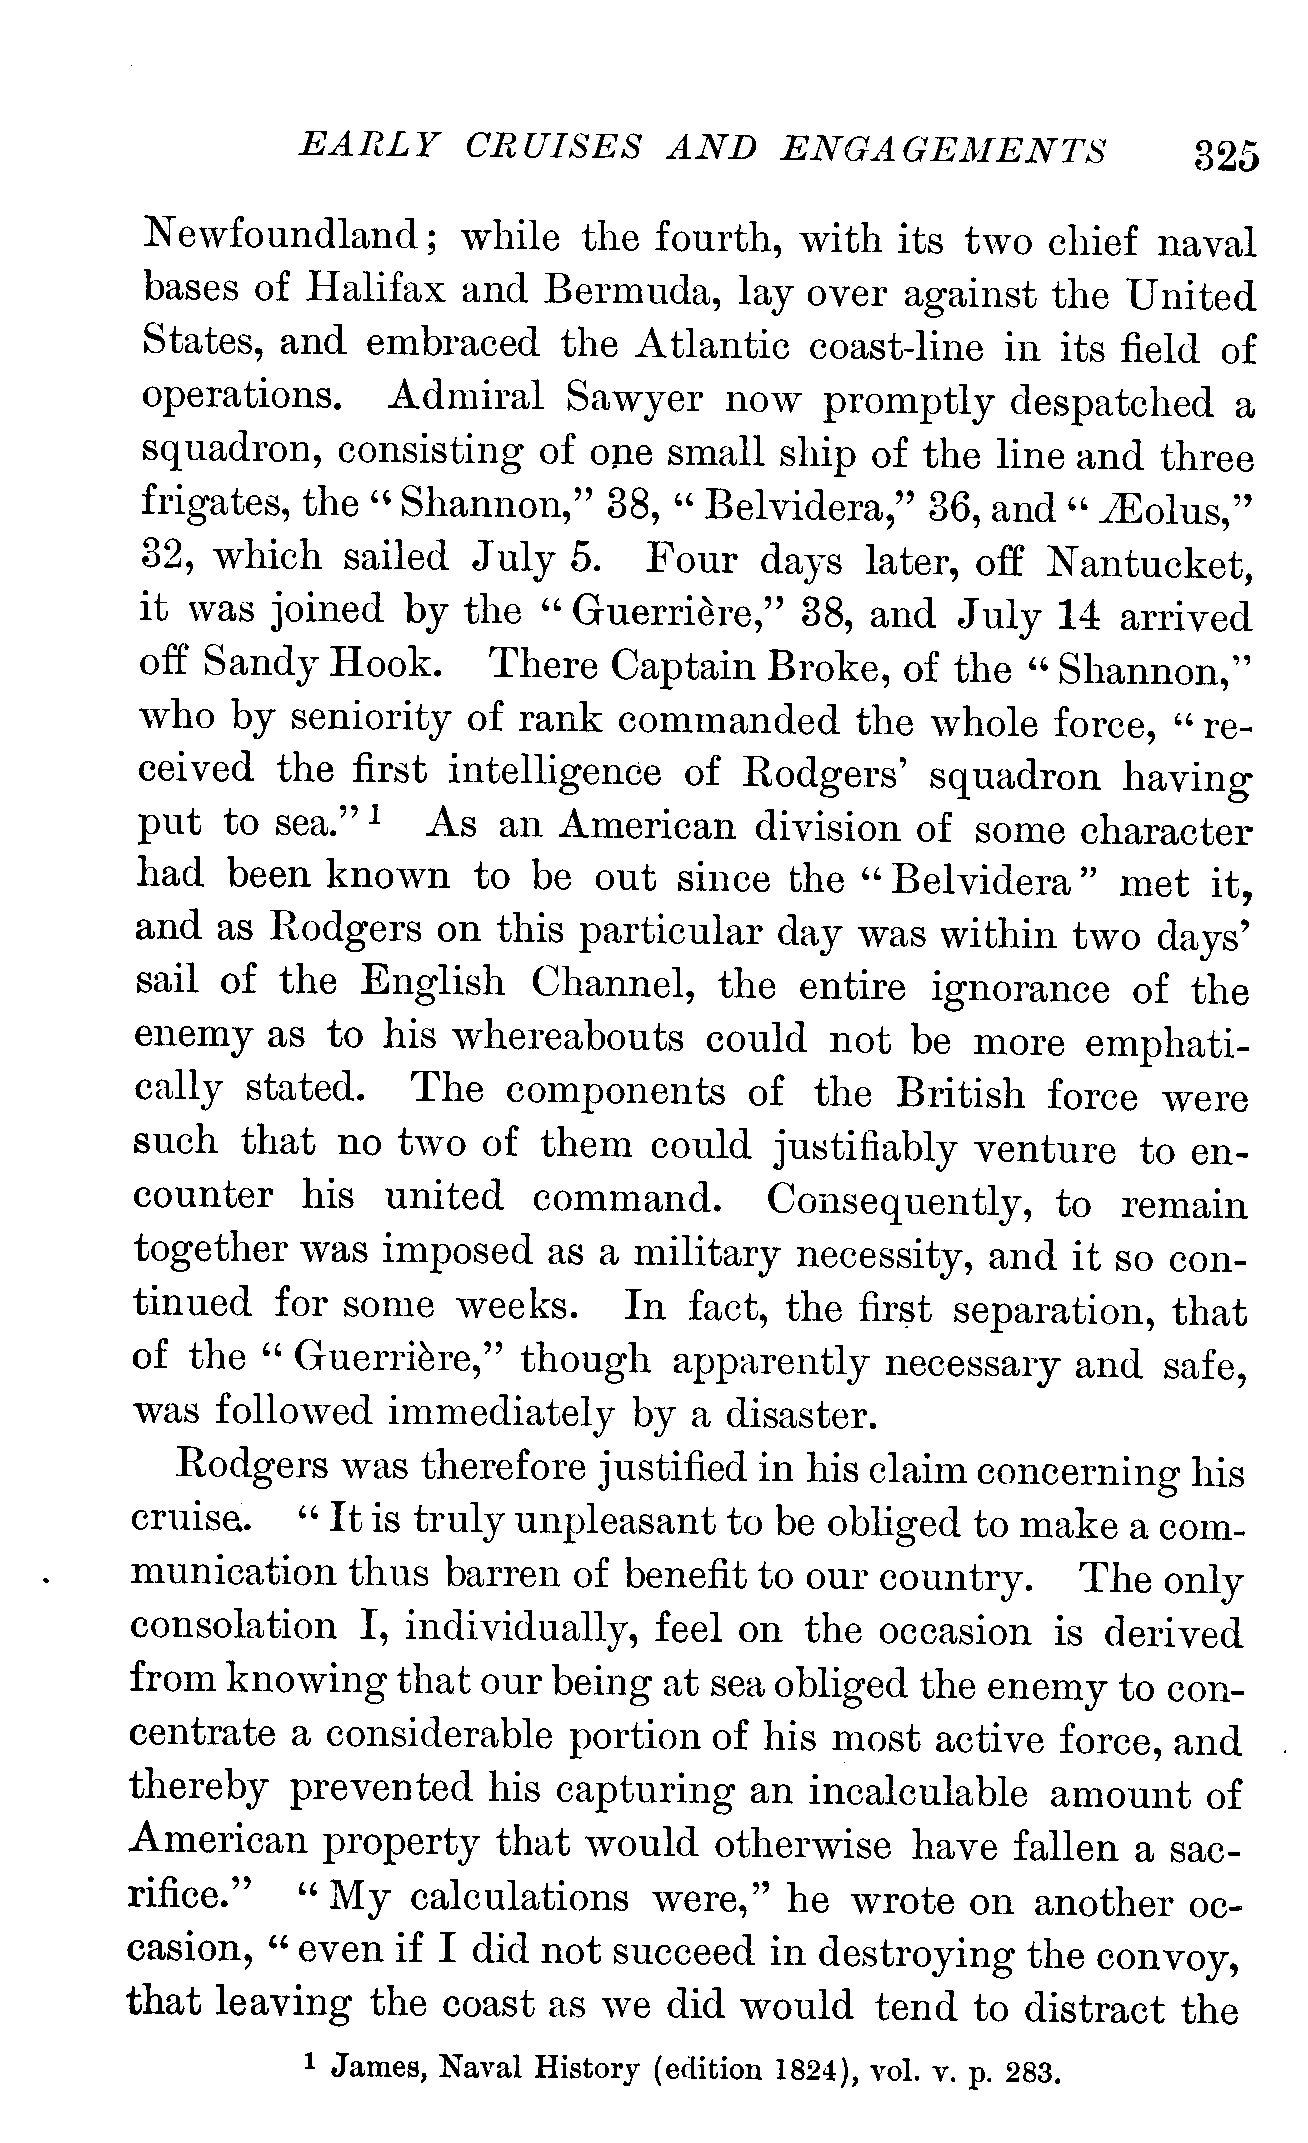 EARLY CRUISES AND ENGAGEMENTS 325
Newfoundland; while the fourth, with its two chief naval
bases of Halifax and Bermuda, lay over against the United
States, and embraced the Atlantic coast-line in its field of
operations. Admiral Sawyer now promptly despatched a
squadron, consisting of one small ship of the line and three
frigates, the “Shannon,” 38, “Belvidera,” 36, and “Æolus,”
32, which sailed July 5. Four days later, off Nantucket,
it was joined by the “Guerrière,” 38, and July 14 arrived
off Sandy Hook. There Captain Broke, of the “Shannon,”
who by seniority of rank commanded the whole force, “re-
ceived the first intelligence of Rodgers’ squadron having
put to sea.”¹ As an American division of some character
had been known to be out since the “Belvidera” met it,
and as Rodgers on this particular day was within two days’
sail of the English Channel, the entire ignorance of the
enemy as to his whereabouts could not be more emphati-
cally stated. The components of the British force were
such that no two of them could justifiably venture to en-
counter his united command. Consequently, to remain
together was imposed as a military necessity, and it so con-
tinued for some weeks. In fact, the first separation, that
of the “Guerrière,” though apparently necessary and safe,
was followed immediately by a disaster.
Rodgers was therefore justified in his claim concerning his
cruise. “It is truly unpleasant to be obliged to make a com-
munication thus barren of benefit to our country. The only
consolation I, individually, feel on the occasion is derived
from knowing that our being at sea obliged the enemy to con-
centrate a considerable portion of his most active force, and
thereby prevented his capturing an incalculable amount of
American property that would otherwise have fallen a sac-
rifice.” “My calculations were,” he wrote on another oc-
casion, “even if I did not succeed in destroying the convoy,
that leaving the coast as we did would tend to distract the
¹ James, Naval History (edition 1824), vol. v. p. 283.